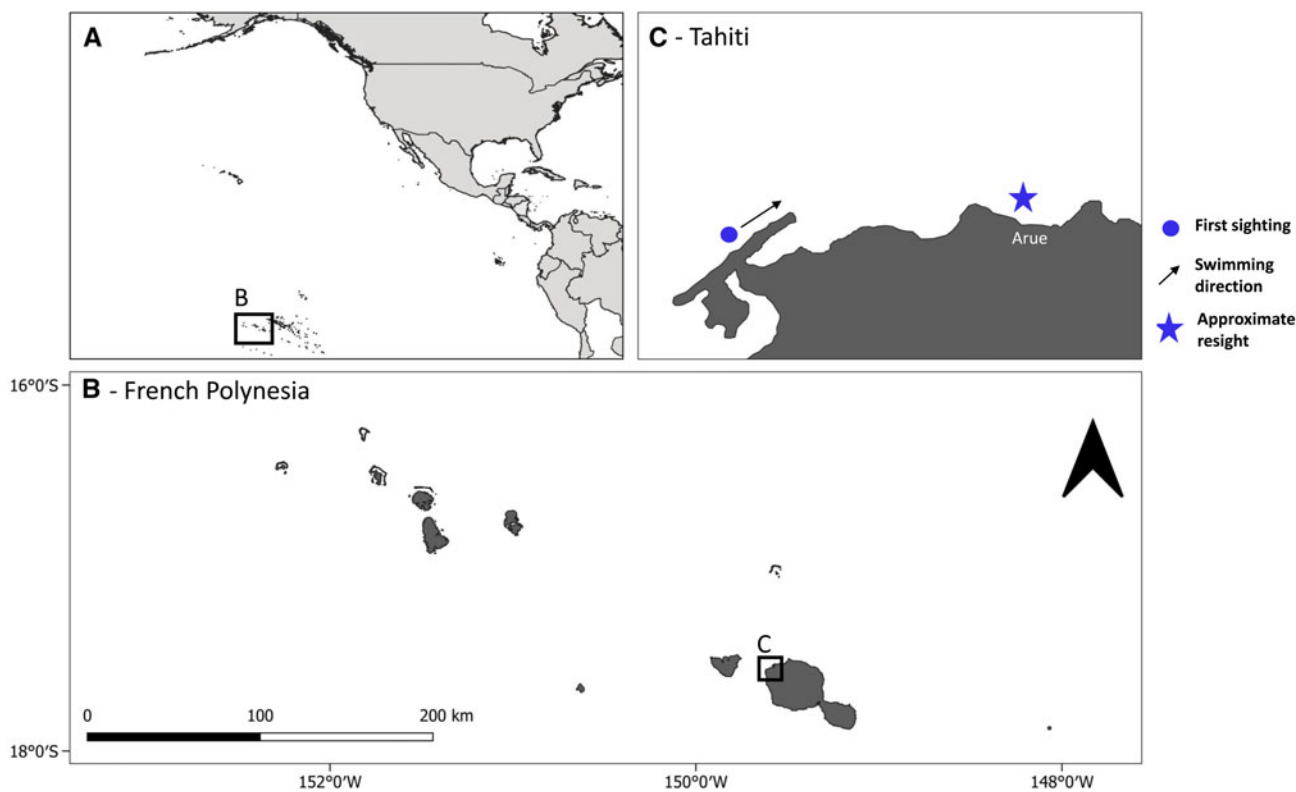 A
B
C - Tahiti
Arue
First sighting
Swimming
direction
Approximate
resight
16°0'S
B - French Polynesia
C
0 100 200 km
18°0'S
152°0'W 150°0'W 148°0'W